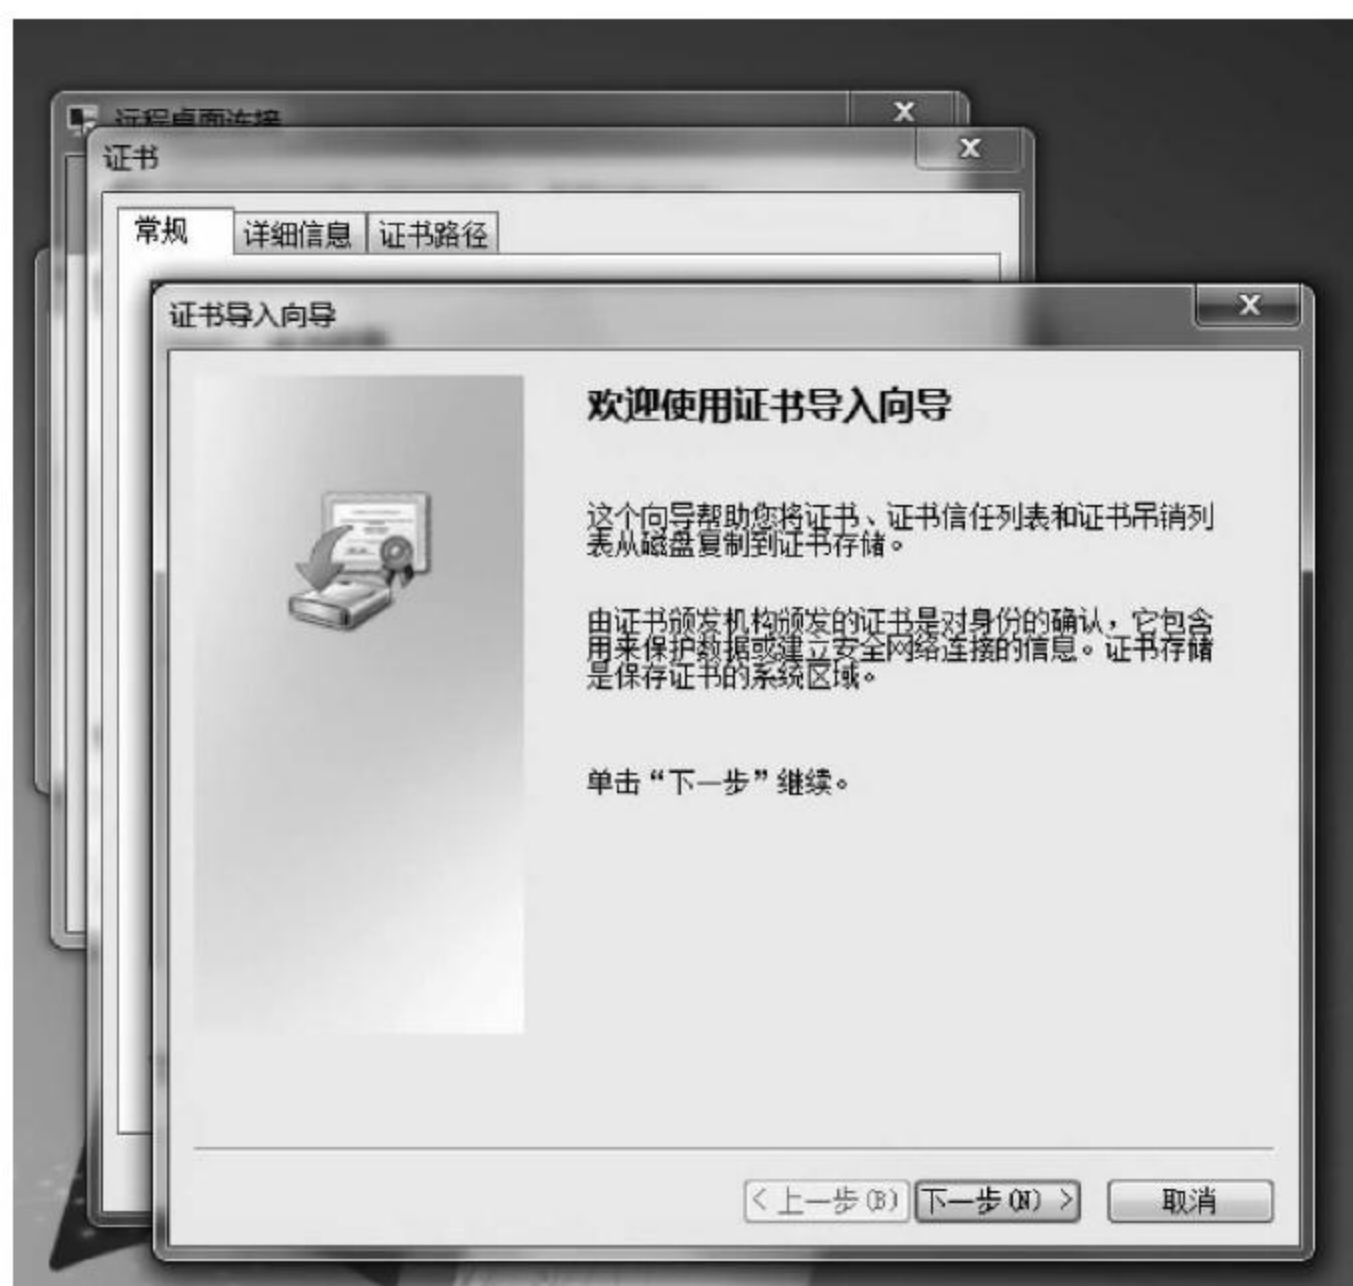 远程桌面连接
证书
常规 详细信息 证书路径
证书导入向导
欢迎使用证书导入向导
这个向导帮助您将证书、证书信任列表和证书吊销列
表从磁盘复制到证书存储。
由证书颁发机构颁发的证书是对身份的确认，它包含
用来保护数据或建立安全网络连接的信息。证书存储
是保存证书的系统区域。
单击“下一步”继续。
< 上一步(B) 下一步(N) > 取消